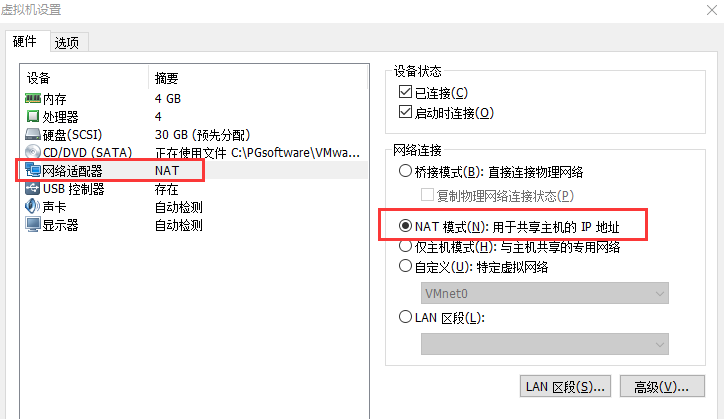 虚拟机设置
硬件 选项
设备 摘要
内存 4 GB
处理器 4
硬盘(SCSI) 30 GB (预先分配)
CD/DVD (SATA) 正在使用文件 C:\PGsoftware\VMwa...
网络适配器 NAT
USB 控制器 存在
声卡 自动检测
显示器 自动检测
设备状态
已连接(C)
启动时连接(O)
网络连接
桥接模式(B): 直接连接物理网络
复制物理网络连接状态(P)
NAT 模式(N): 用于共享主机的 IP 地址
仅主机模式(H): 与主机共享的专用网络
自定义(U): 特定虚拟网络
VMnet0
LAN 区段(L):
LAN 区段(S)... 高级(V)...